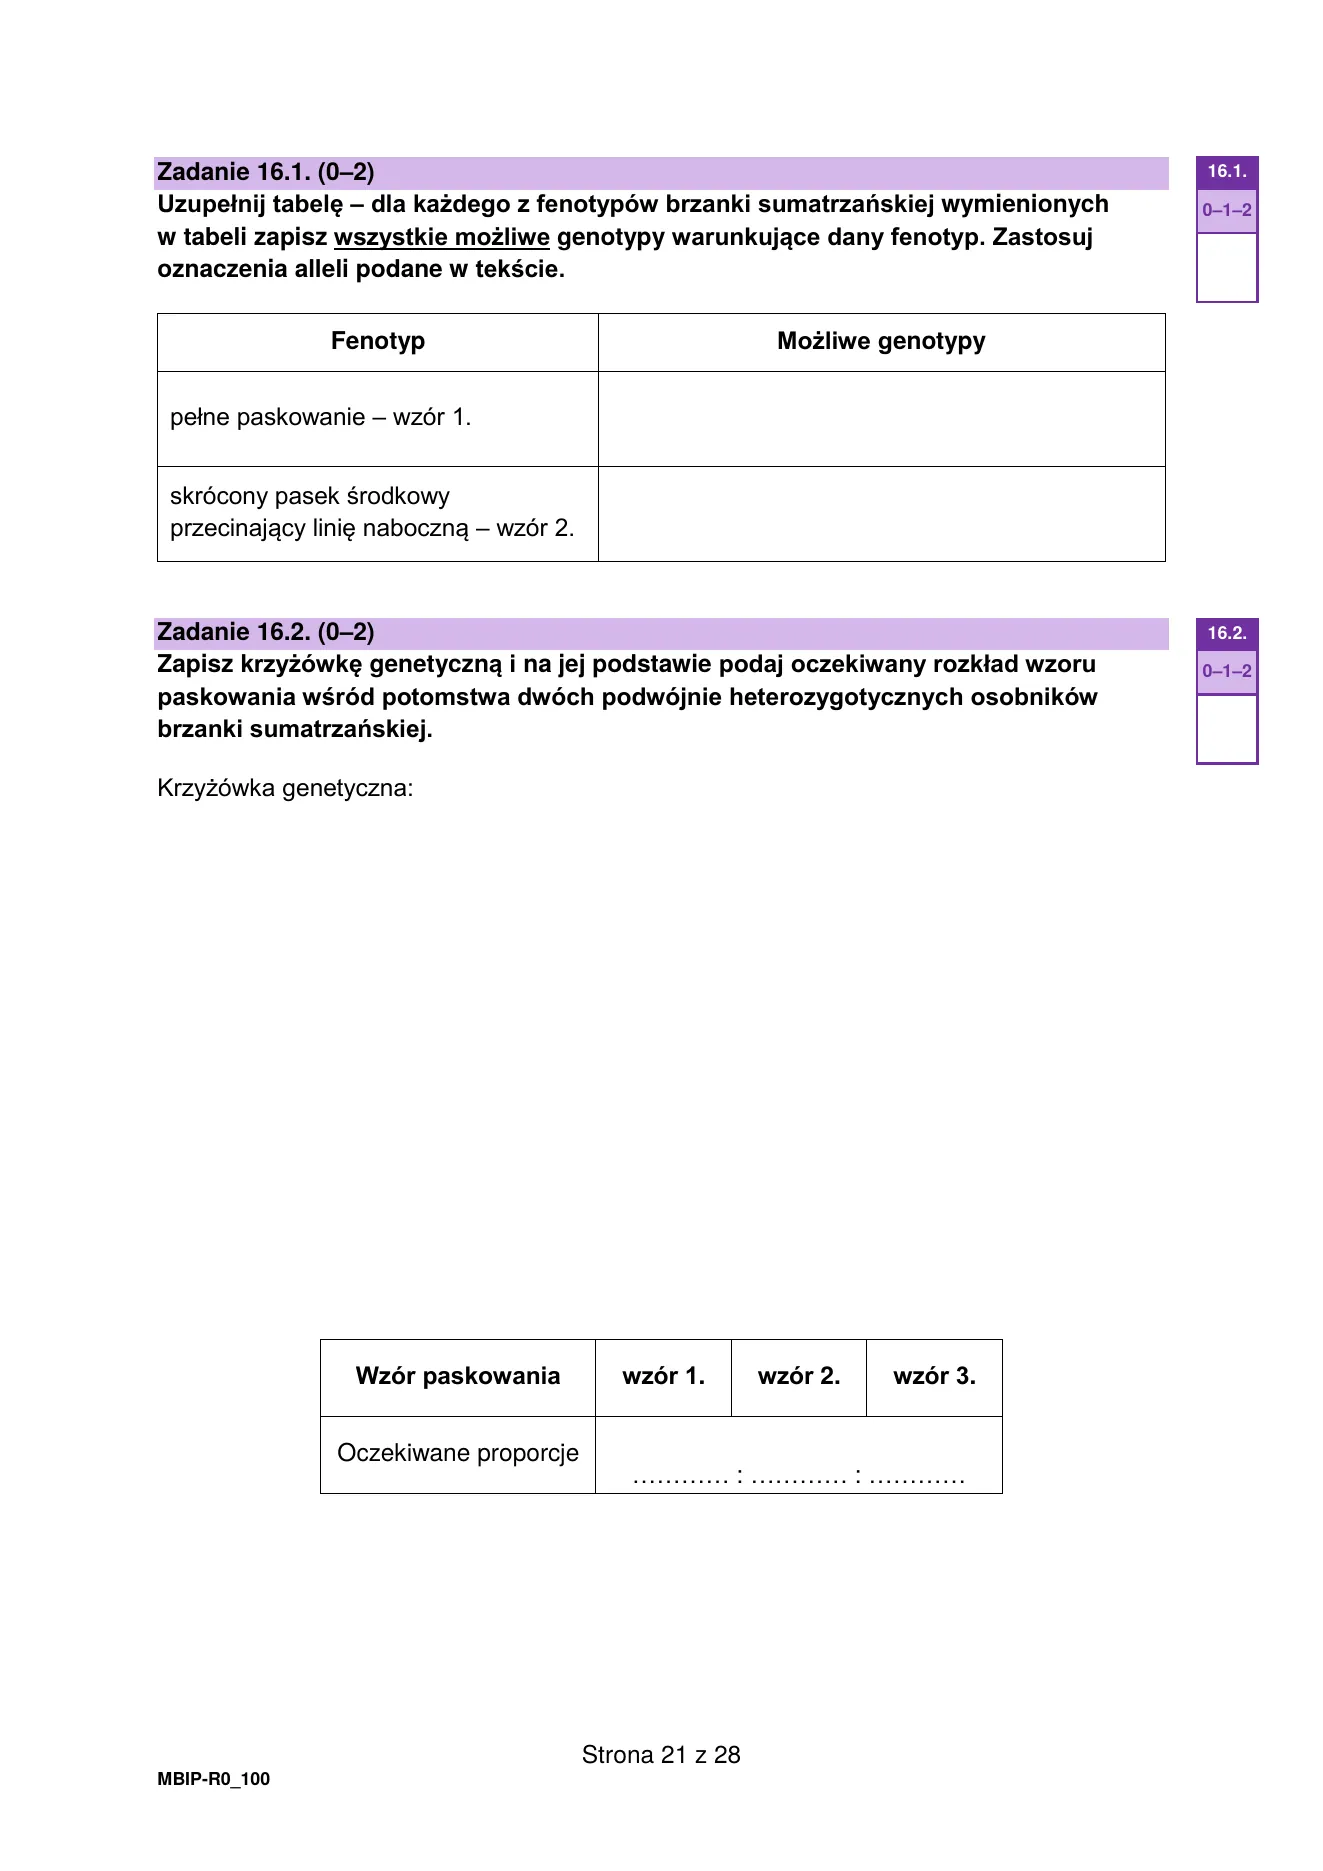 Zadanie 16.1. (0–2)
16.1.
Uzupełnij tabelę – dla każdego z fenotypów brzanki sumatrzańskiej wymienionych
0–1–2
w tabeli zapisz wszystkie możliwe genotypy warunkujące dany fenotyp. Zastosuj
oznaczenia alleli podane w tekście.
Fenotyp
Możliwe genotypy
pełne paskowanie – wzór 1.
skrócony pasek środkowy
przecinający linię naboczną – wzór 2.
Zadanie 16.2. (0–2)
16.2.
Zapisz krzyżówkę genetyczną i na jej podstawie podaj oczekiwany rozkład wzoru
0–1–2
paskowania wśród potomstwa dwóch podwójnie heterozygotycznych osobników
brzanki sumatrzańskiej.
Krzyżówka genetyczna:
Wzór paskowania
wzór 1.
wzór 2.
wzór 3.
Oczekiwane proporcje
………… : ………… : …………
Strona 21 z 28
MBIP-R0_100